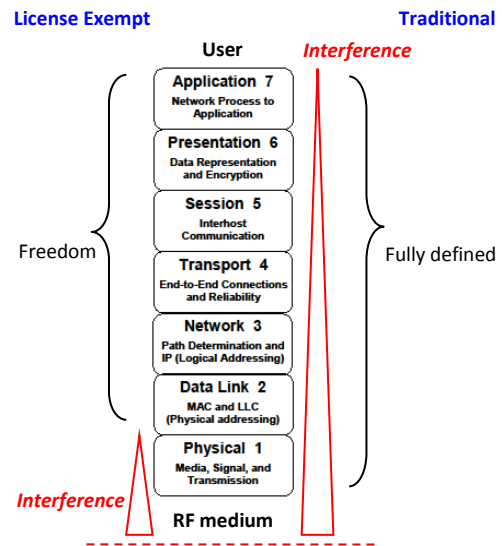 License Exempt
Traditional
User
Interference
Application 7
Network Process to
Application
Presentation 6
Data Representation
and Encryption
Session 5
Interhost
Communication
Freedom
Fully defined
Transport 4
End-to-End Connections
and Reliability
Network 3
Path Determination and
IP (Logical Addressing)
Data Link 2
MAC and LLC
(Physical addressing)
Physical 1
Media, Signal, and
Transmission
Interference
RF medium